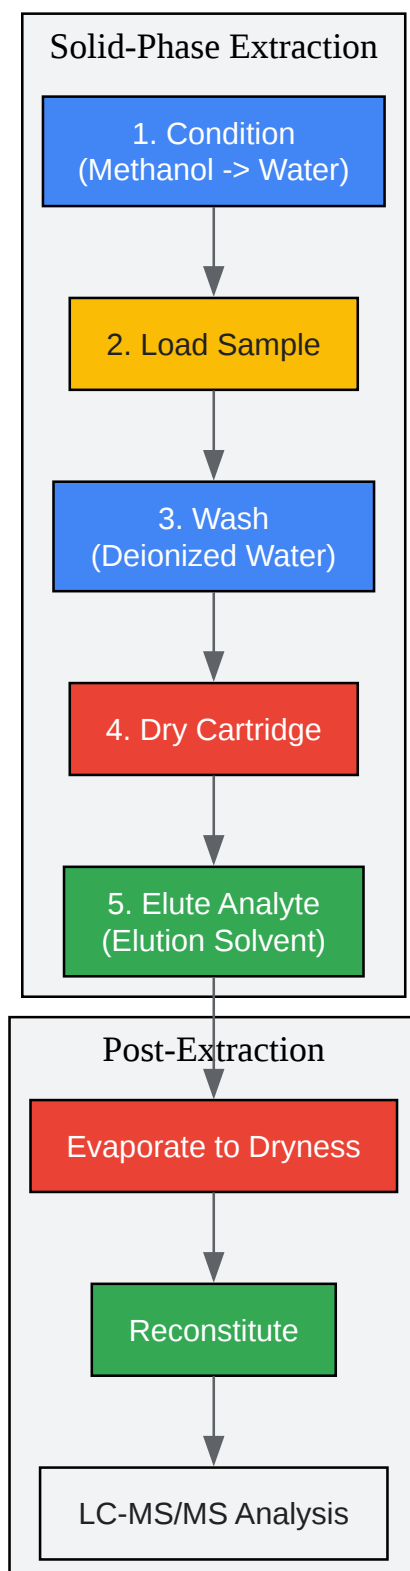 Solid-Phase Extraction
1. Condition
(Methanol -> Water)
2. Load Sample
3. Wash
(Deionized Water)
4. Dry Cartridge
5. Elute Analyte
(Elution Solvent)
Post-Extraction
Evaporate to Dryness
Reconstitute
LC-MS/MS Analysis